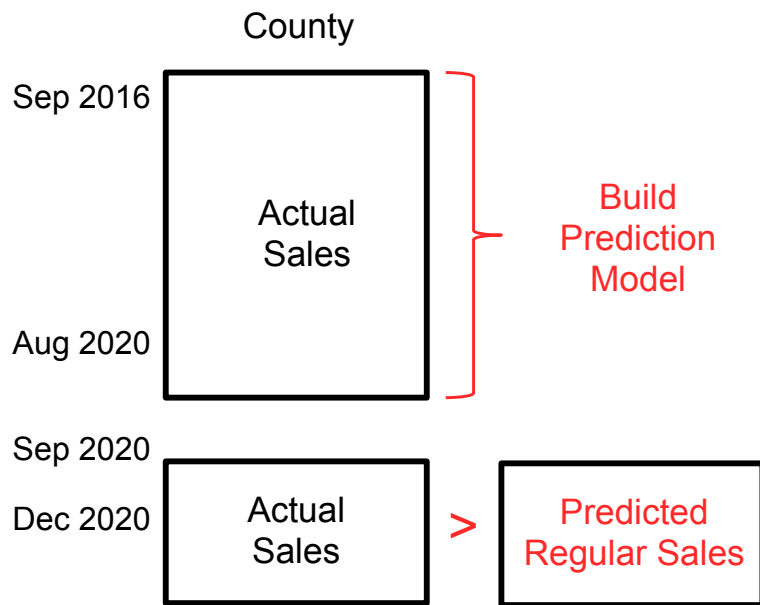 County
Sep 2016
Actual
Sales
Build
Prediction
Model
Aug 2020
Sep 2020
Dec 2020
Actual
Sales
>
Predicted
Regular Sales